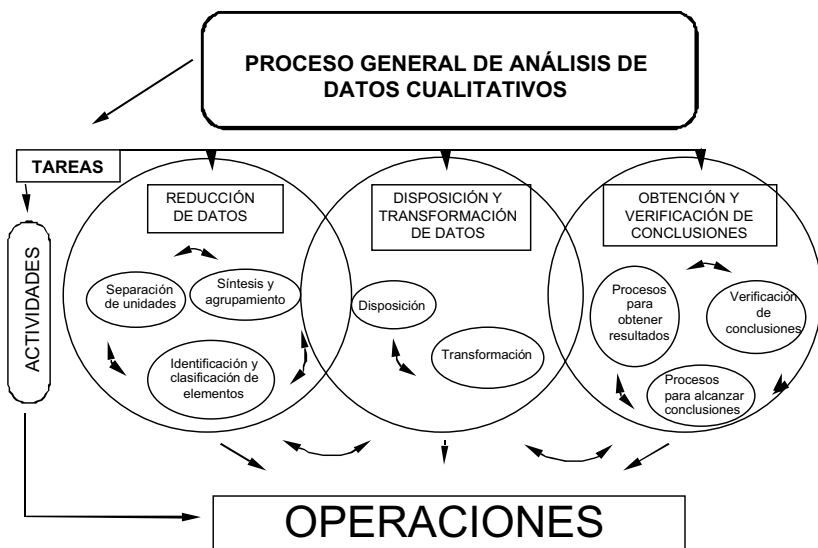 PROCESO GENERAL DE ANÁLISIS DE
DATOS CUALITATIVOS
TAREAS
ACTIVIDADES
REDUCCIÓN
DE DATOS
Separación
de unidades
Síntesis y
agrupamiento
Identificación y
clasificación de
elementos
DISPOSICIÓN Y
TRANSFORMACIÓN
DE DATOS
Disposición
Transformación
OBTENCIÓN Y
VERIFICACIÓN DE
CONCLUSIONES
Procesos
para
obtener
resultados
Verificación
de
conclusiones
Procesos
para alcanzar
conclusiones
OPERACIONES